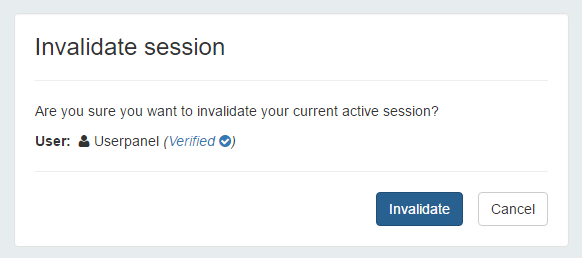 Invalidate session
Are you sure you want to invalidate your current active session?
User: Userpanel (Verified )
Invalidate Cancel